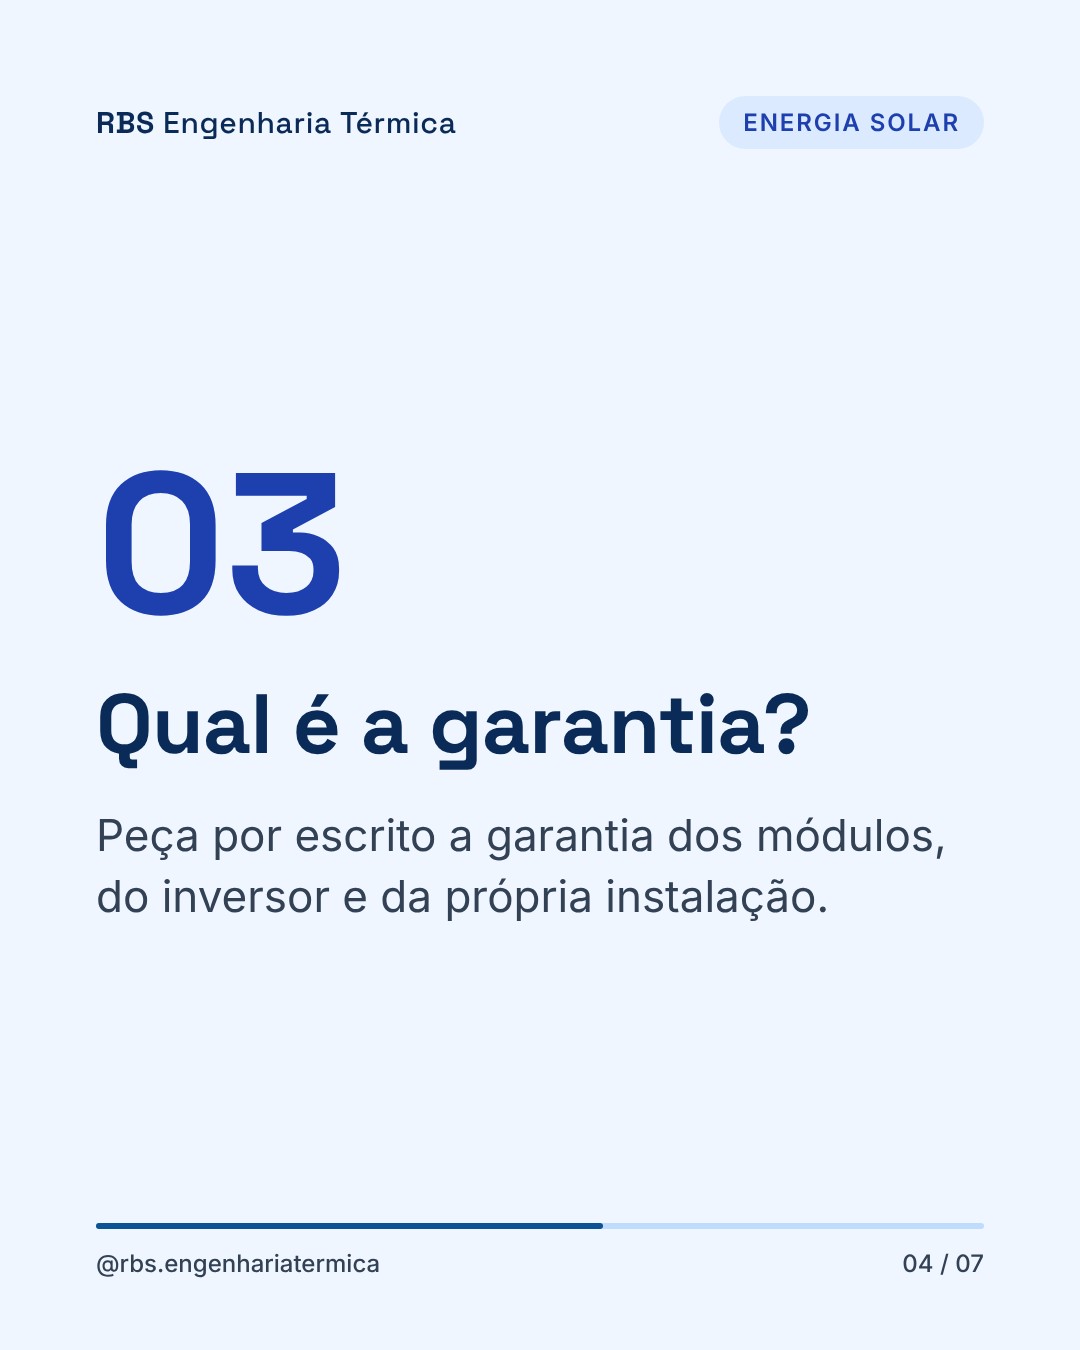 RBS Engenharia Térmica
ENERGIA SOLAR
03
Qual é a garantia?
Peça por escrito a garantia dos módulos,
do inversor e da própria instalação.
@rbs.engenhariatermica
04 / 07